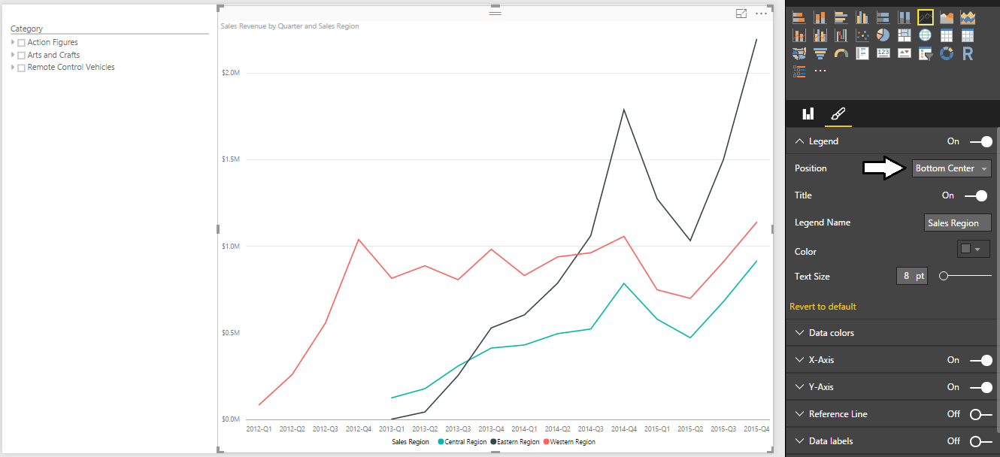 Category
Action Figures
Arts and Crafts
Remote Control Vehicles
Sales Revenue by Quarter and Sales Region
$2.0M
$1.5M
$1.0M
$0.5M
$0.0M
2012-Q1 2012-Q2 2012-Q3 2012-Q4 2013-Q1 2013-Q2 2013-Q3 2013-Q4 2014-Q1 2014-Q2 2014-Q3 2014-Q4 2015-Q1 2015-Q2 2015-Q3 2015-Q4
Sales Region Central Region Eastern Region Western Region
123
R
Legend On
Position Bottom Center
Title On
Legend Name Sales Region
Color
Text Size 8 pt
Revert to default
Data colors
X-Axis On
Y-Axis On
Reference Line Off
Data labels Off